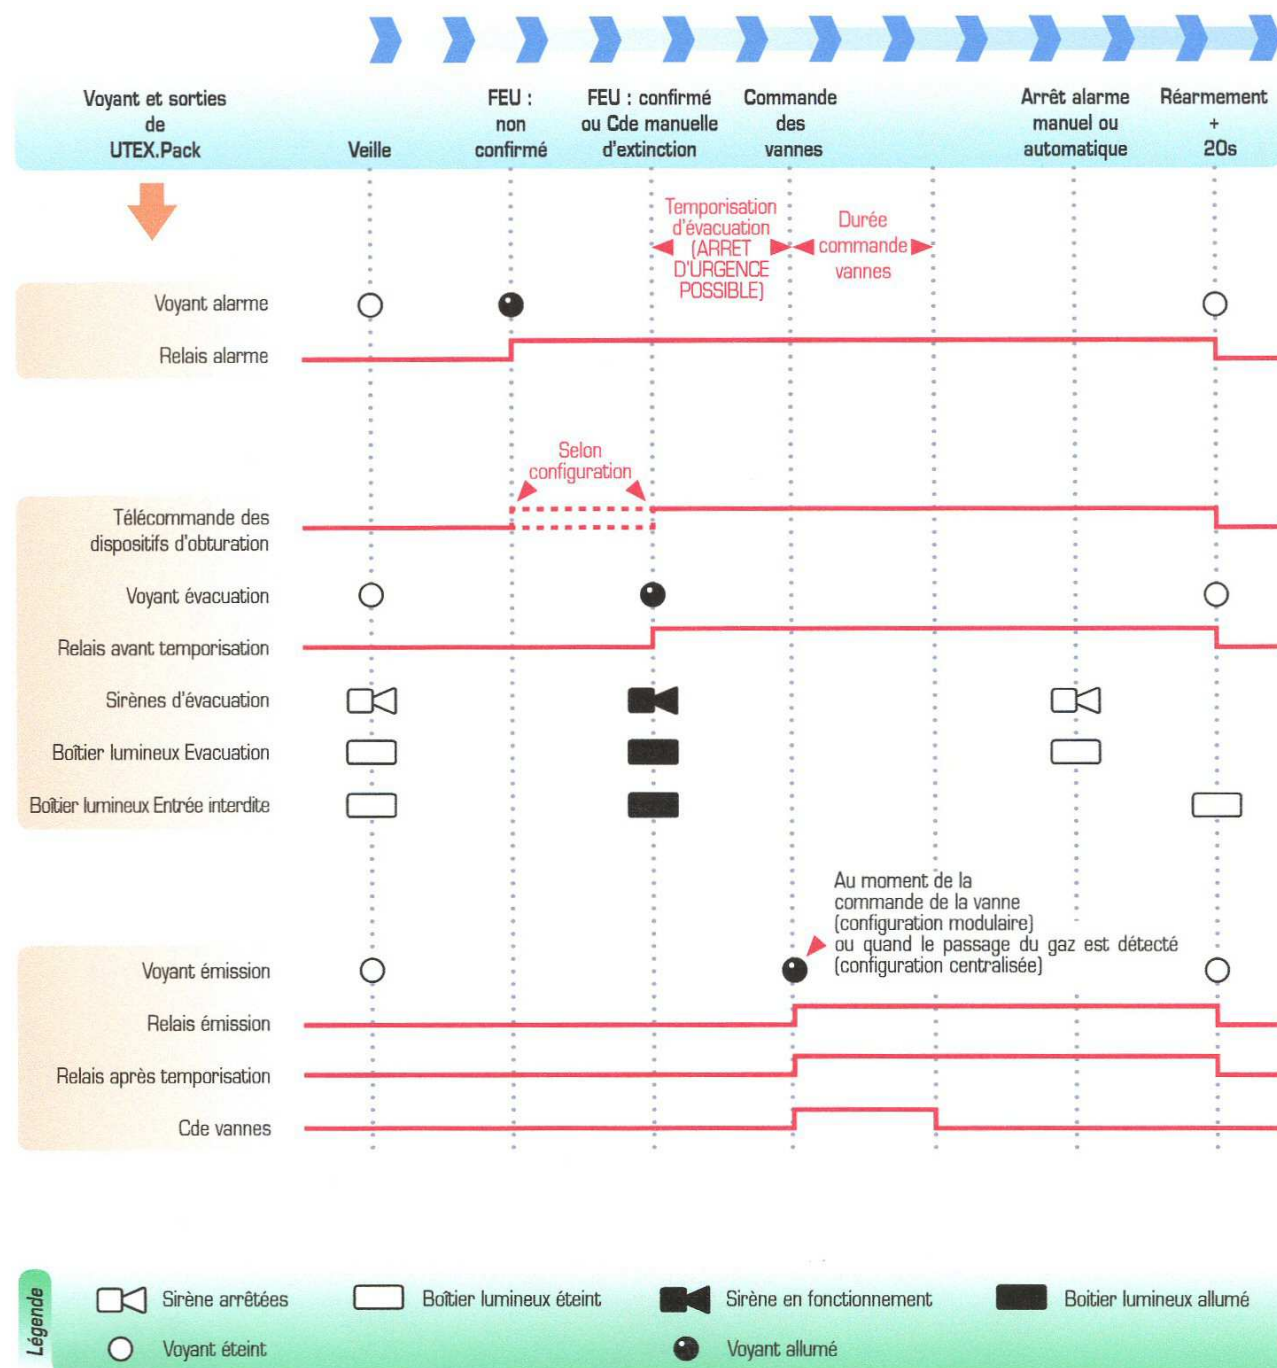 Voyant et sorties
de
UTEX.Pack
Veille
FEU :
non
confirmé
FEU : confirmé
ou Cde manuelle
d'extinction
Commande
des
vannes
Arrêt alarme
manuel ou
automatique
Réarmement
+
20s
Temporisation
d'évacuation
(ARRET
D'URGENCE
POSSIBLE)
Durée
commande
vannes
Voyant alarme
Relais alarme
Selon
configuration
Télécommande des
dispositifs d'obturation
Voyant évacuation
Relais avant temporisation
Sirènes d'évacuation
Boîtier lumineux Evacuation
Boîtier lumineux Entrée interdite
Au moment de la
commande de la vanne
(configuration modulaire)
ou quand le passage du gaz est détecté
(configuration centralisée)
Voyant émission
Relais émission
Relais après temporisation
Cde vannes
Légende
Sirène arrêtées
Boîtier lumineux éteint
Sirène en fonctionnement
Boitier lumineux allumé
Voyant éteint
Voyant allumé